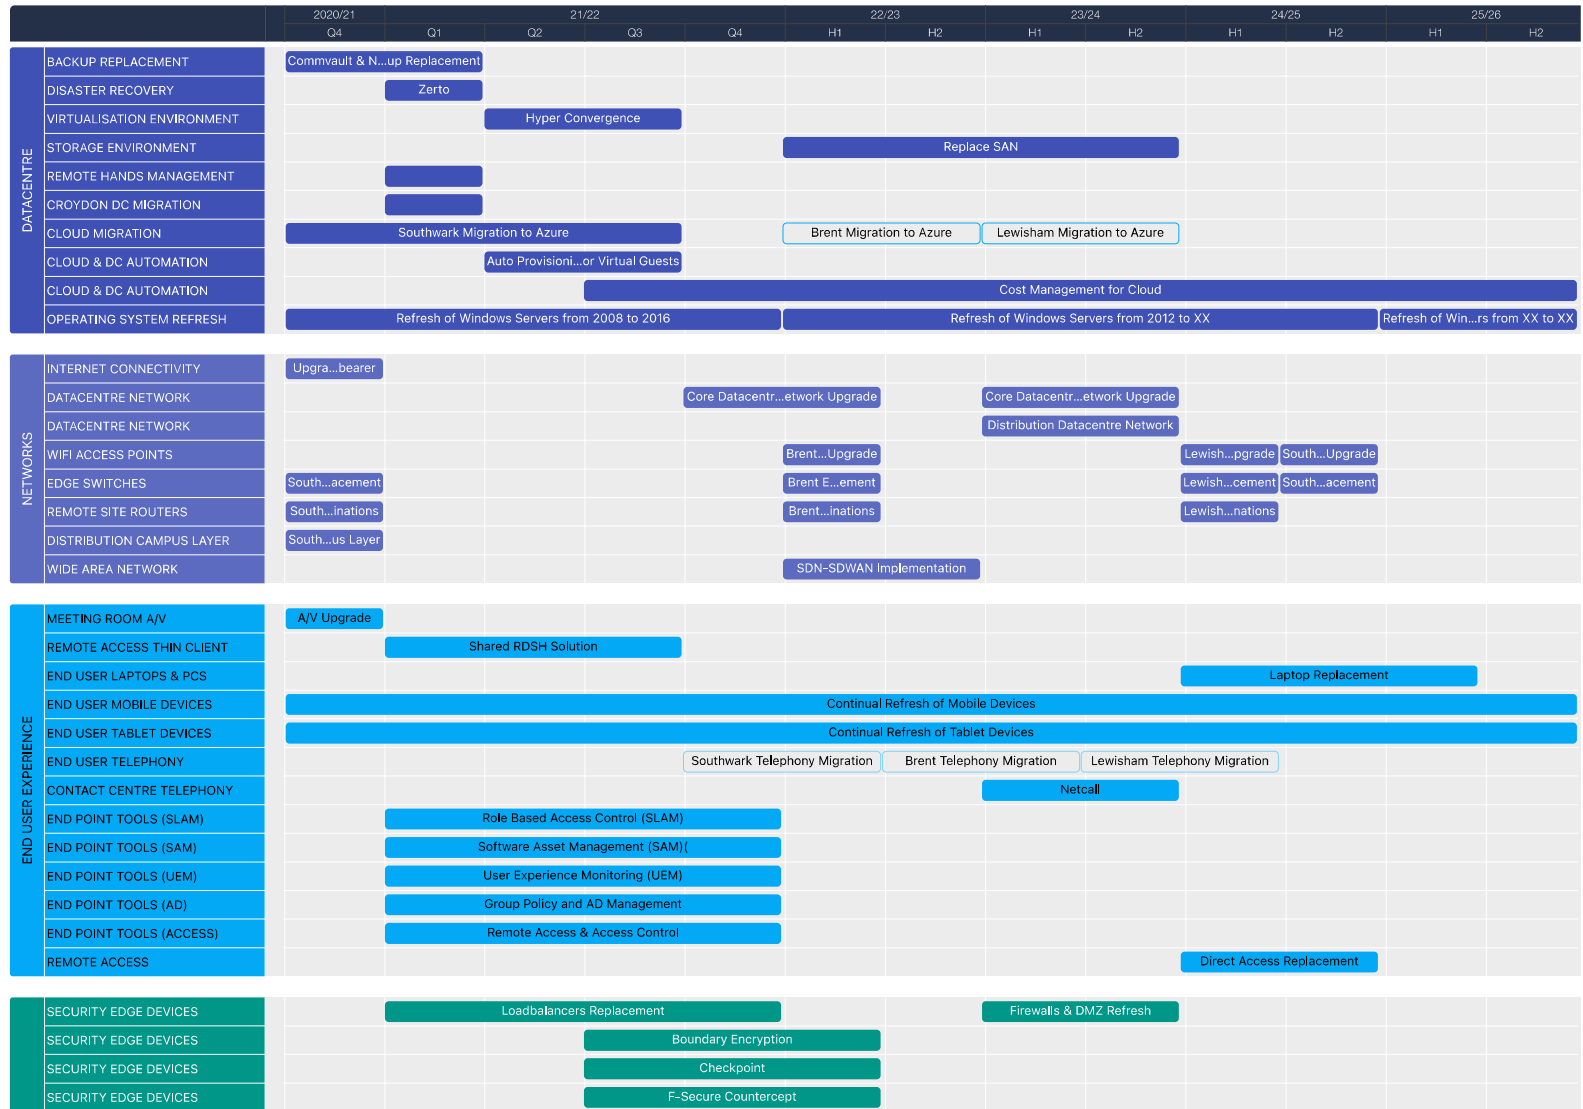 2020/21 21/22 22/23 23/24 24/25 25/26
Q4 Q1 Q2 Q3 Q4 H1 H2 H1 H2 H1 H2 H1 H2
DATACENTRE
BACKUP REPLACEMENT Commvault & N...up Replacement
DISASTER RECOVERY Zerto
VIRTUALISATION ENVIRONMENT Hyper Convergence
STORAGE ENVIRONMENT Replace SAN
REMOTE HANDS MANAGEMENT
CROYDON DC MIGRATION
CLOUD MIGRATION Southwark Migration to Azure Brent Migration to Azure Lewisham Migration to Azure
CLOUD & DC AUTOMATION Auto Provisioni...or Virtual Guests
CLOUD & DC AUTOMATION Cost Management for Cloud
OPERATING SYSTEM REFRESH Refresh of Windows Servers from 2008 to 2016 Refresh of Windows Servers from 2012 to XX Refresh of Win...rs from XX to XX
NETWORKS
INTERNET CONNECTIVITY Upgra...bearer
DATACENTRE NETWORK Core Datacentr...etwork Upgrade Core Datacentr...etwork Upgrade
DATACENTRE NETWORK Distribution Datacentre Network
WIFI ACCESS POINTS Brent...Upgrade Lewish...pgrade South...Upgrade
EDGE SWITCHES South...acement Brent E...ement Lewish...cement South...acement
REMOTE SITE ROUTERS South...inations Brent...inations Lewish...nations
DISTRIBUTION CAMPUS LAYER South...us Layer
WIDE AREA NETWORK SDN-SDWAN Implementation
END USER EXPERIENCE
MEETING ROOM A/V A/V Upgrade
REMOTE ACCESS THIN CLIENT Shared RDSH Solution
END USER LAPTOPS & PCS Laptop Replacement
END USER MOBILE DEVICES Continual Refresh of Mobile Devices
END USER TABLET DEVICES Continual Refresh of Tablet Devices
END USER TELEPHONY Southwark Telephony Migration Brent Telephony Migration Lewisham Telephony Migration
CONTACT CENTRE TELEPHONY Netcall
END POINT TOOLS (SLAM) Role Based Access Control (SLAM)
END POINT TOOLS (SAM) Software Asset Management (SAM)(
END POINT TOOLS (UEM) User Experience Monitoring (UEM)
END POINT TOOLS (AD) Group Policy and AD Management
END POINT TOOLS (ACCESS) Remote Access & Access Control
REMOTE ACCESS Direct Access Replacement
SECURITY EDGE DEVICES Loadbalancers Replacement Firewalls & DMZ Refresh
SECURITY EDGE DEVICES Boundary Encryption
SECURITY EDGE DEVICES Checkpoint
SECURITY EDGE DEVICES F-Secure Countercept